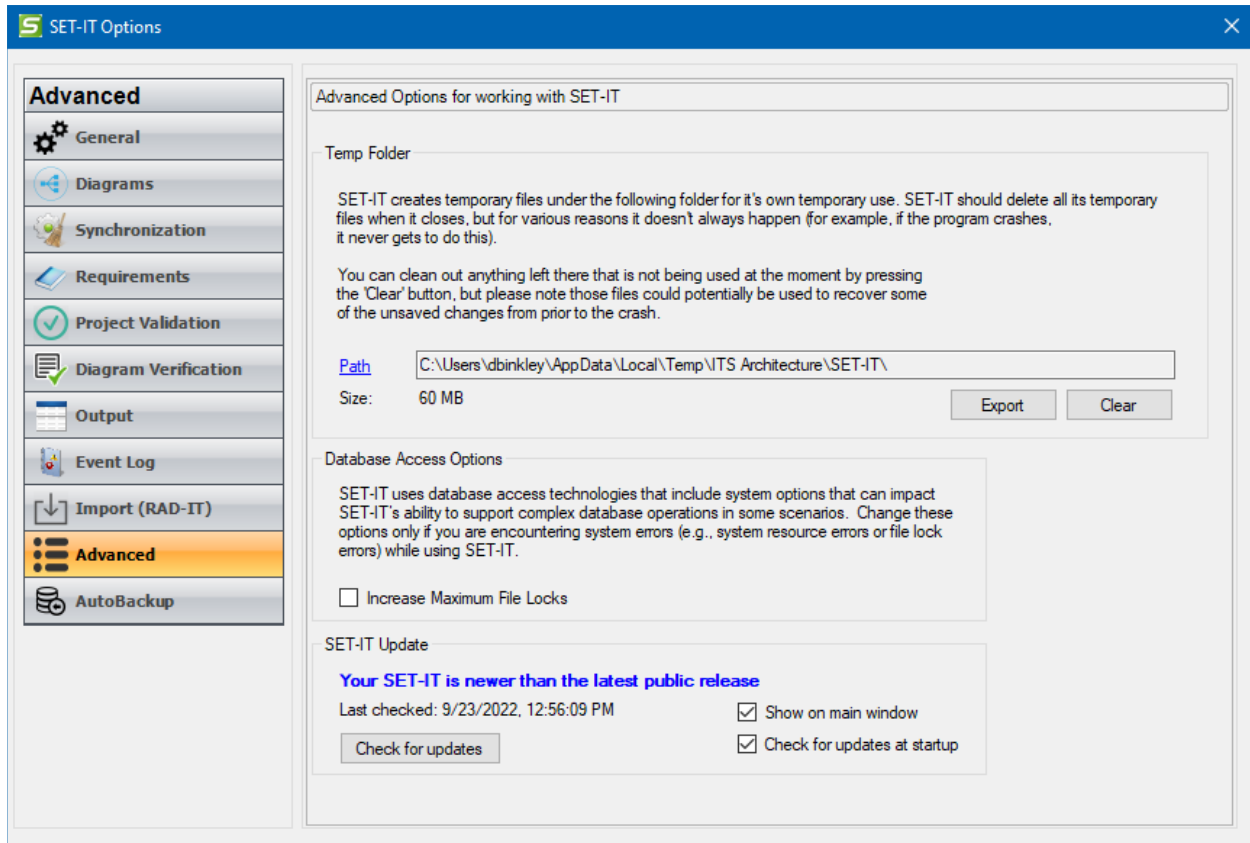 SET-IT Options
Advanced
General
Diagrams
Synchronization
Requirements
Project Validation
Diagram Verification
Output
Event Log
Import (RAD-IT)
Advanced
AutoBackup
Advanced Options for working with SET-IT
Temp Folder
SET-IT creates temporary files under the following folder for it's own temporary use. SET-IT should delete all its temporary
files when it closes, but for various reasons it doesn't always happen (for example, if the program crashes,
it never gets to do this).
You can clean out anything left there that is not being used at the moment by pressing
the 'Clear' button, but please note those files could potentially be used to recover some
of the unsaved changes from prior to the crash.
Path C:\Users\dbinkley\AppData\Local\Temp\ITS Architecture\SET-IT\
Size: 60 MB
Export Clear
Database Access Options
SET-IT uses database access technologies that include system options that can impact
SET-IT's ability to support complex database operations in some scenarios. Change these
options only if you are encountering system errors (e.g., system resource errors or file lock
errors) while using SET-IT.
Increase Maximum File Locks
SET-IT Update
Your SET-IT is newer than the latest public release
Last checked: 9/23/2022, 12:56:09 PM
Show on main window
Check for updates
Check for updates at startup